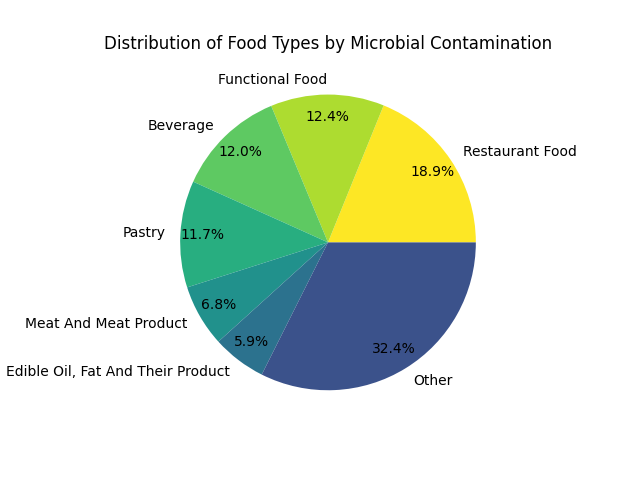 Distribution of Food Types by Microbial Contamination
Functional Food
12.4%
Beverage
12.0%
Restaurant Food
18.9%
Pastry
11.7%
Meat And Meat Product
6.8%
Edible Oil, Fat And Their Product
5.9%
Other
32.4%